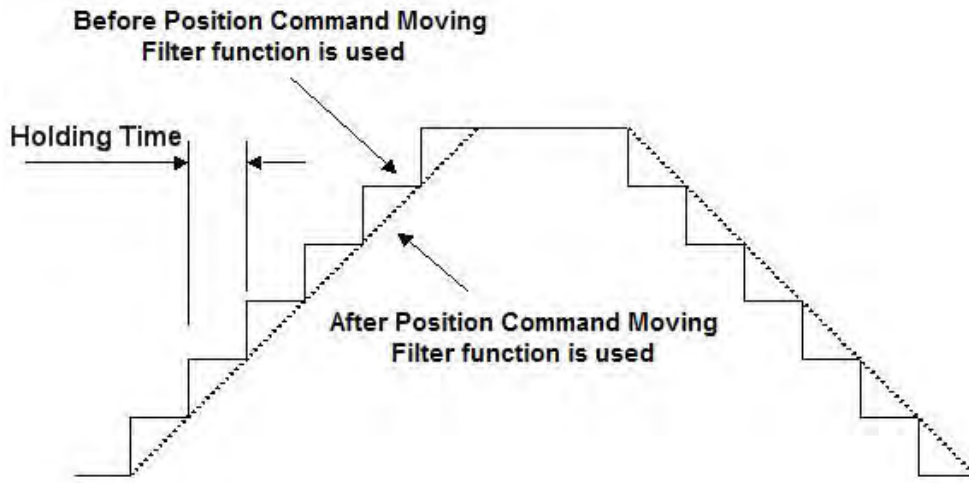 Before Position Command Moving
Filter function is used
Holding Time
After Position Command Moving
Filter function is used